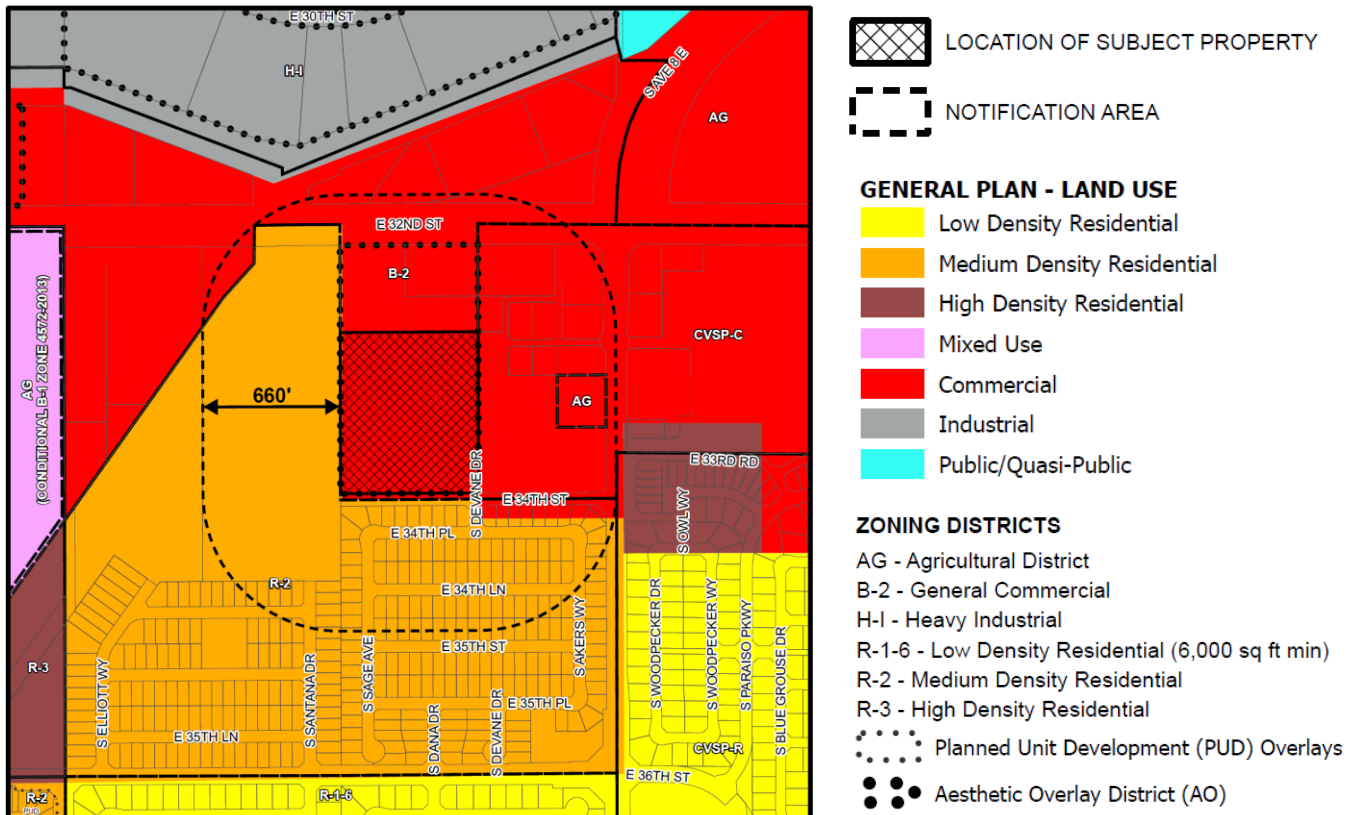 E 30TH ST
H-I
S AVE 8 E
AG
E 32ND ST
B-2
CVSP-C
AG
(CONDITIONAL B-1 ZONE 4572-2013)
660'
AG
E 33RD RD
S DEVANE DR
E 34TH ST
S OWL WY
E 34TH PL
R-2
E 34TH LN
S AKERS WY
S WOODPECKER DR
S WOODPECKER WY
S PARAISO PKWY
S BLUE GROUSE DR
E 35TH ST
R-3
S ELLIOTT WY
S SANTANA DR
S SAGE AVE
E 35TH PL
S DANA DR
S DEVANE DR
E 35TH LN
CVSP-R
E 36TH ST
R-2
PUD
R-1-6
LOCATION OF SUBJECT PROPERTY
NOTIFICATION AREA
GENERAL PLAN - LAND USE
Low Density Residential
Medium Density Residential
High Density Residential
Mixed Use
Commercial
Industrial
Public/Quasi-Public
ZONING DISTRICTS
AG - Agricultural District
B-2 - General Commercial
H-I - Heavy Industrial
R-1-6 - Low Density Residential (6,000 sq ft min)
R-2 - Medium Density Residential
R-3 - High Density Residential
Planned Unit Development (PUD) Overlays
Aesthetic Overlay District (AO)